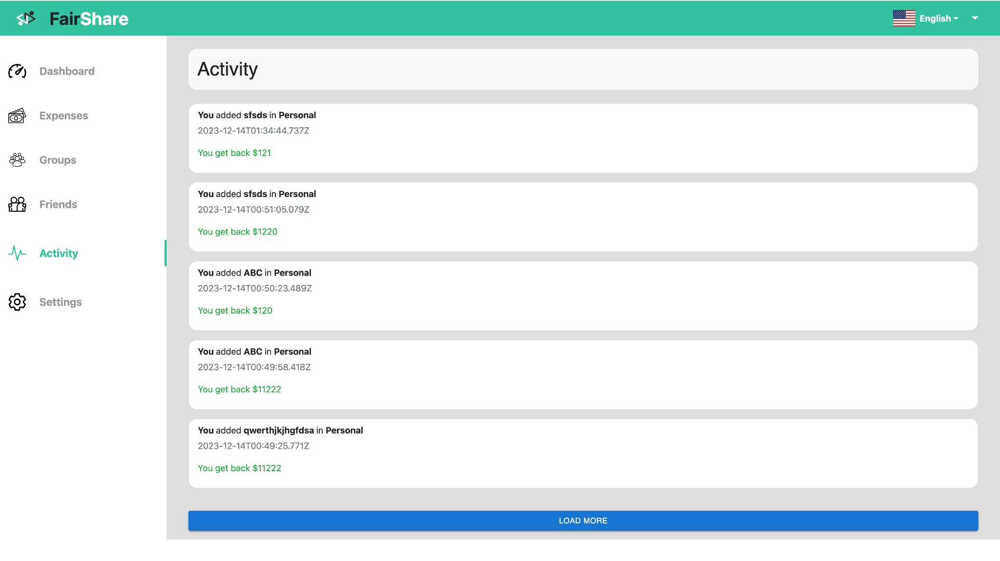 FairShare
English
Dashboard
Expenses
Groups
Friends
Activity
Settings
Activity
You added sfsds in Personal
2023-12-14T01:34:44.737Z
You get back $121
You added sfsds in Personal
2023-12-14T00:51:05.079Z
You get back $1220
You added ABC in Personal
2023-12-14T00:50:23.489Z
You get back $120
You added ABC in Personal
2023-12-14T00:49:58.418Z
You get back $11222
You added qwerthjkjhgfdsa in Personal
2023-12-14T00:49:25.771Z
You get back $11222
LOAD MORE